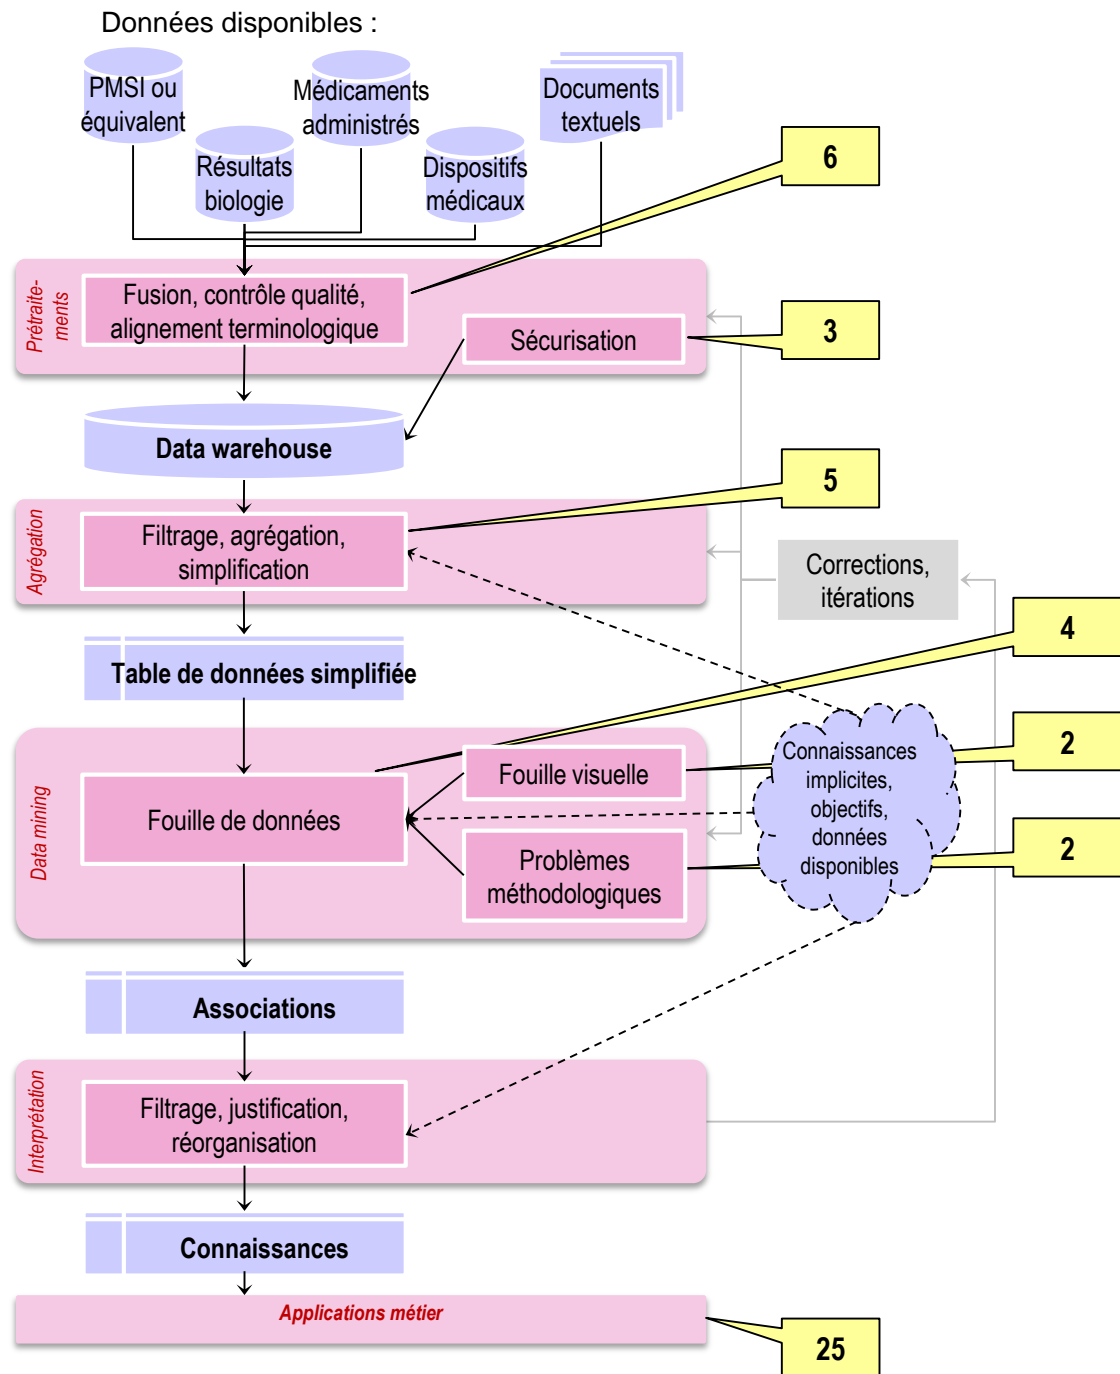 Données disponibles :
PMSI ou
équivalent
Médicaments
administrés
Documents
textuels
Résultats
biologie
Dispositifs
médicaux
6
Prétraite-
ments
Fusion, contrôle qualité,
alignement terminologique
Sécurisation
3
Data warehouse
5
Agrégation
Filtrage, agrégation,
simplification
Corrections,
itérations
4
Table de données simplifiée
Data mining
Fouille de données
Fouille visuelle
Problèmes
méthodologiques
Connaissances
implicites,
objectifs,
données
disponibles
2
2
Associations
Interprétation
Filtrage, justification,
réorganisation
Connaissances
Applications métier
25